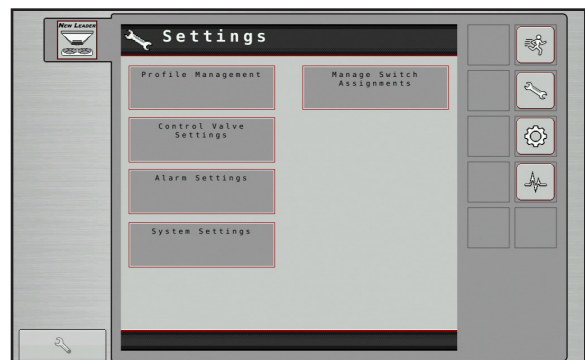 NEW LEADER
Settings
Profile Management
Manage Switch
Assignments
Control Valve
Settings
Alarm Settings
System Settings